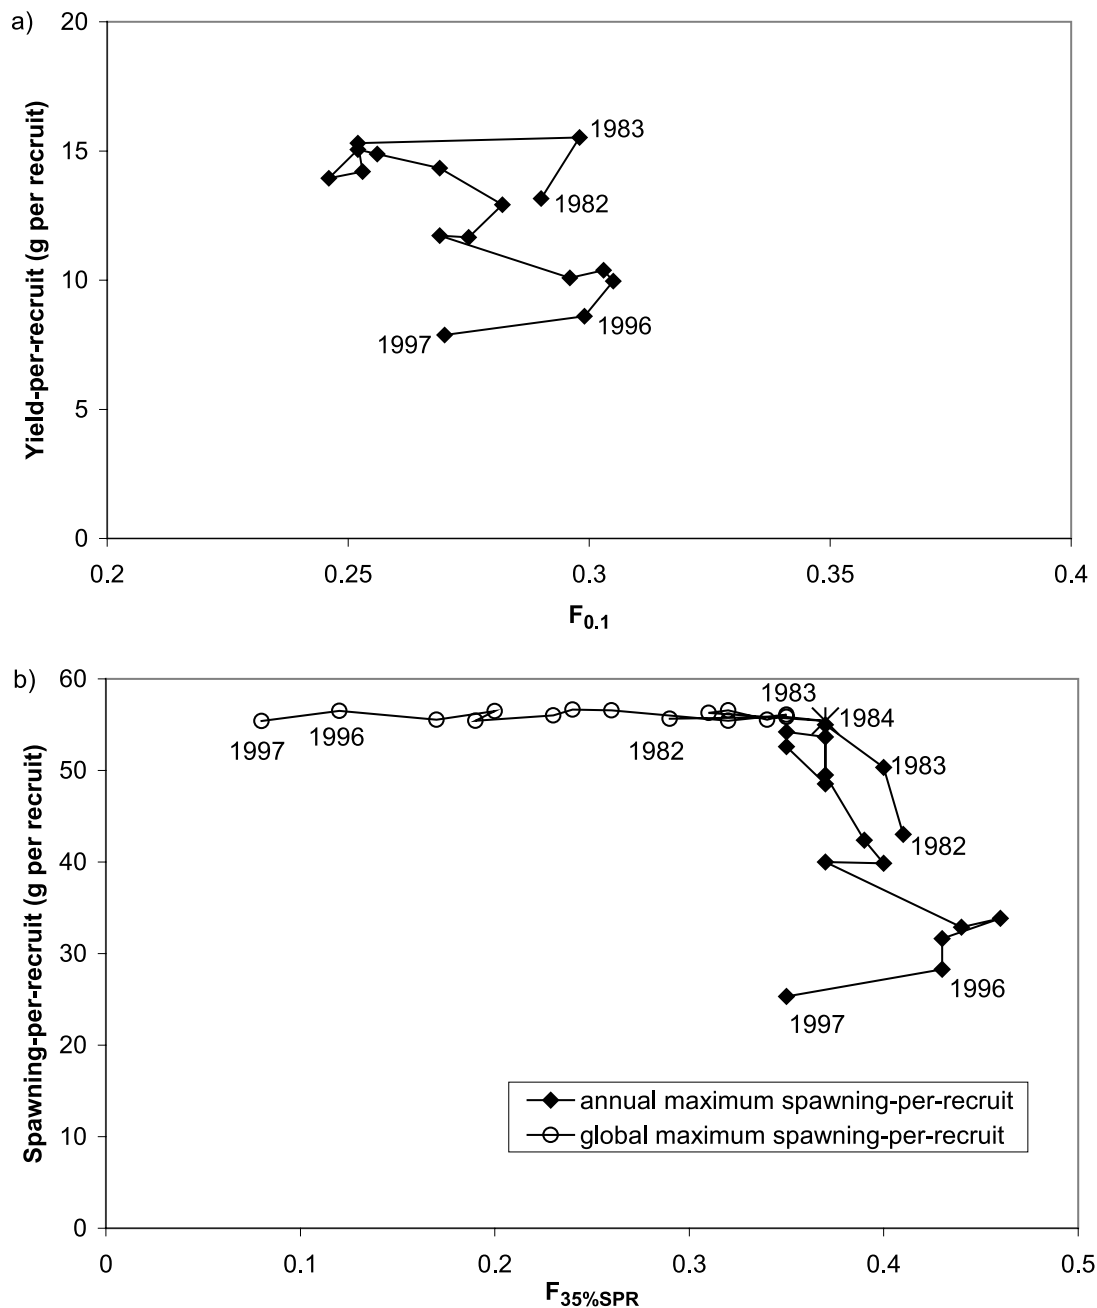 a)
Yield-per-recruit (g per recruit)
20
15
10
5
0
1983
1982
1996
1997
0.2 0.25 0.3 0.35 0.4
F0.1
b)
Spawning-per-recruit (g per recruit)
60
50
40
30
20
10
0
1983
1984
1997
1996
1982
1983
1982
1996
1997
annual maximum spawning-per-recruit
global maximum spawning-per-recruit
0 0.1 0.2 0.3 0.4 0.5
F35%SPR